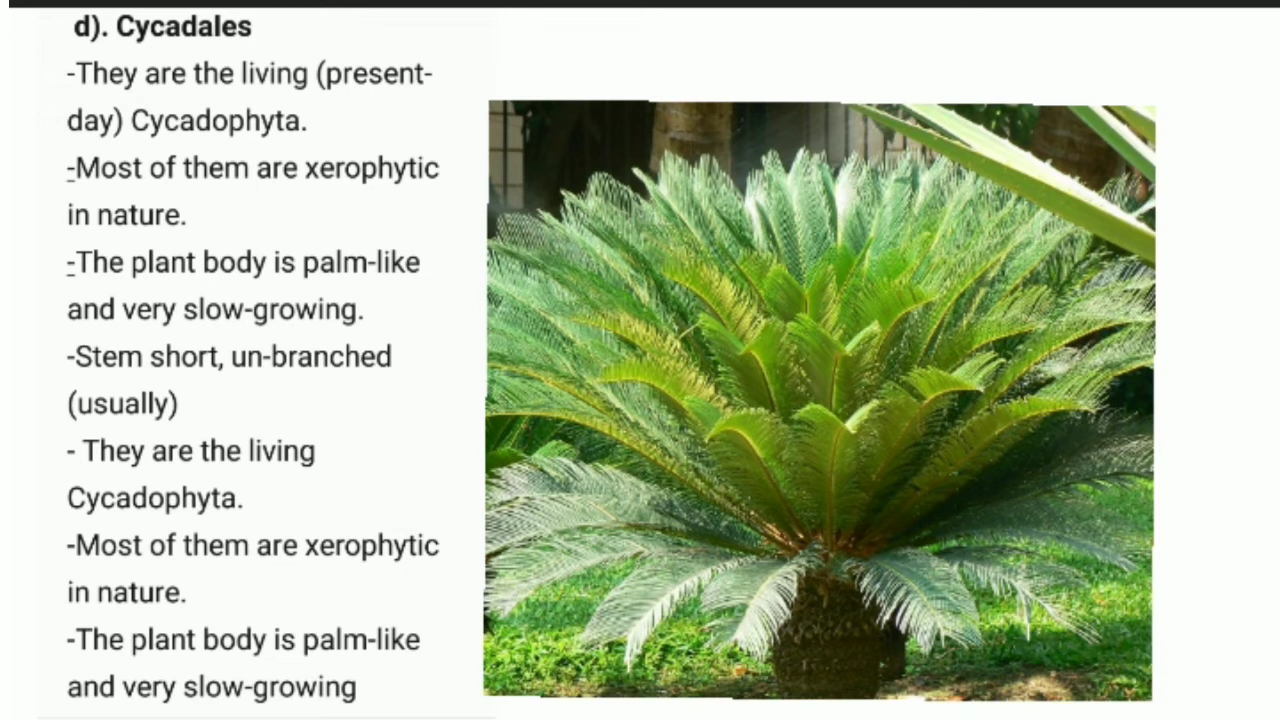 d). Cycadales
-They are the living (present-
day) Cycadophyta.
-Most of them are xerophytic
in nature.
-The plant body is palm-like
and very slow-growing.
-Stem short, un-branched
(usually)
- They are the living
Cycadophyta.
-Most of them are xerophytic
in nature.
-The plant body is palm-like
and very slow-growing